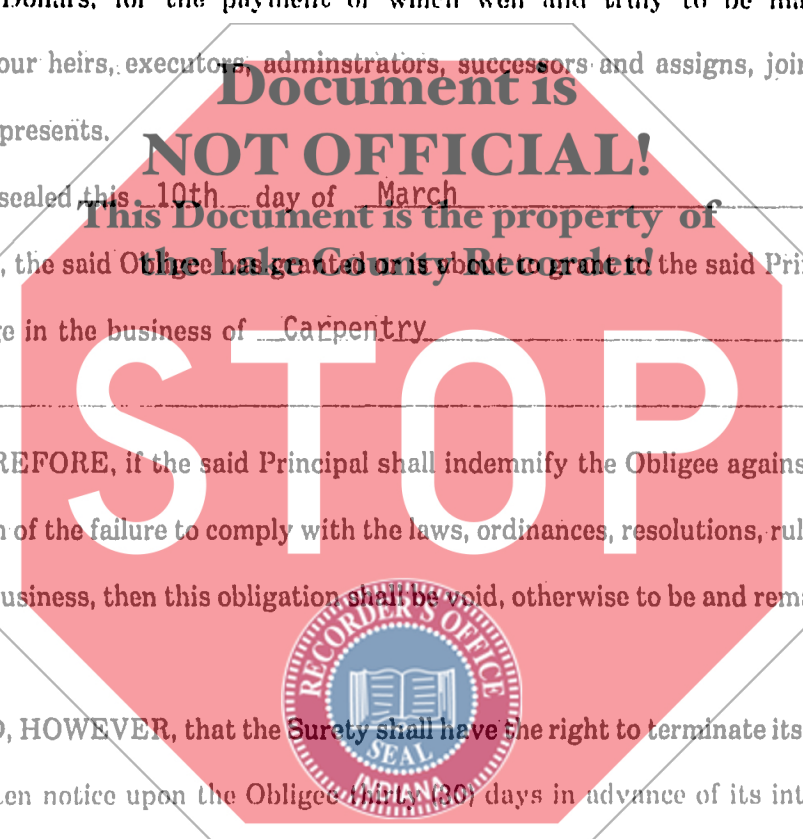 Dollars, for the payment of which well and truly to be ma
our heirs, executors, adminstrators, successors and assigns, join
Document is
presents.
NOT OFFICIAL!
sealed this 10th day of March
This Document is the property of
the Lake County Recorder!
, the said Obligee has granted or is about to grant to the said Pri
e in the business of Carpentry
STOP
REFORE, if the said Principal shall indemnify the Obligee agains
n of the failure to comply with the laws, ordinances, resolutions, rul
usiness, then this obligation shall be void, otherwise to be and rema
RECORDER'S OFFICE
, HOWEVER, that the Surety shall have the right to terminate its
SEAL
INDIANA
ten notice upon the Obligee thirty (30) days in advance of its int